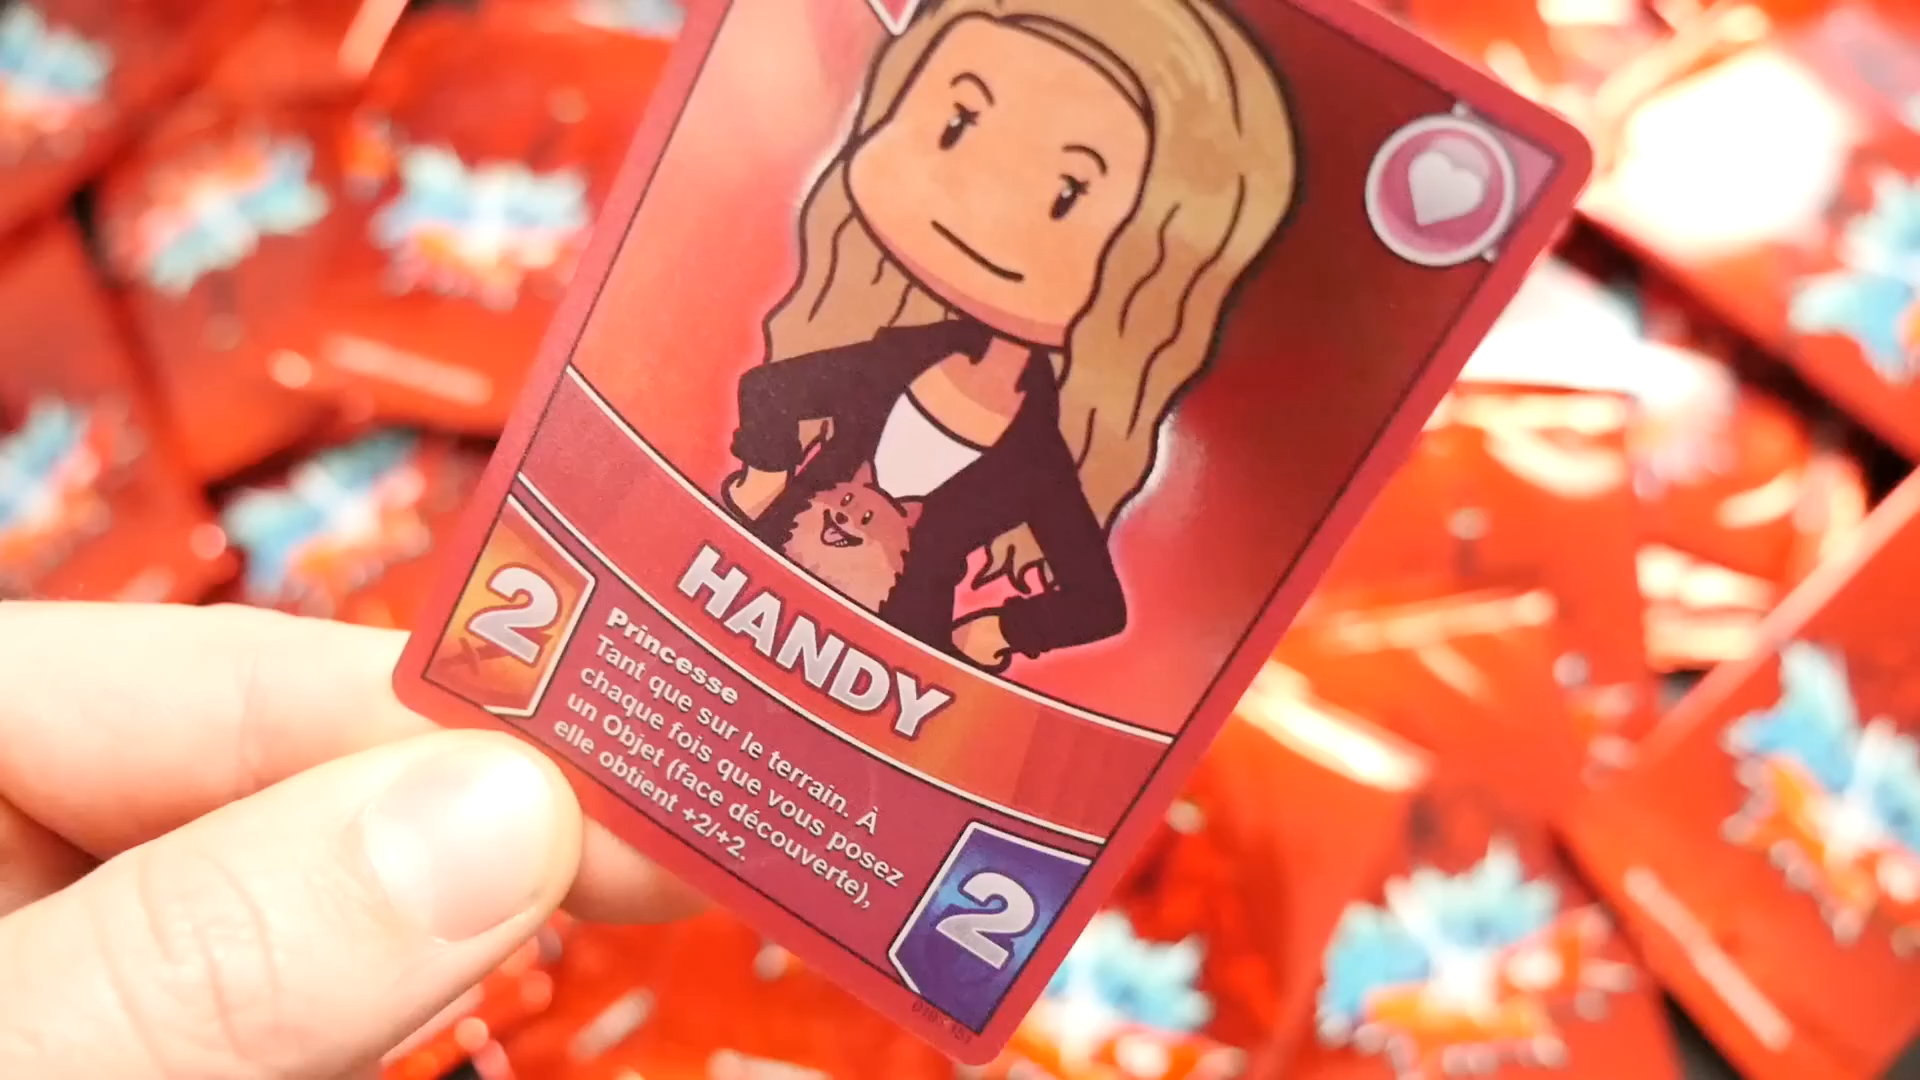 HANDY
2
Princesse
Tant que sur le terrain. À
chaque fois que vous posez
un Objet (face découverte),
elle obtient +2/+2.
2